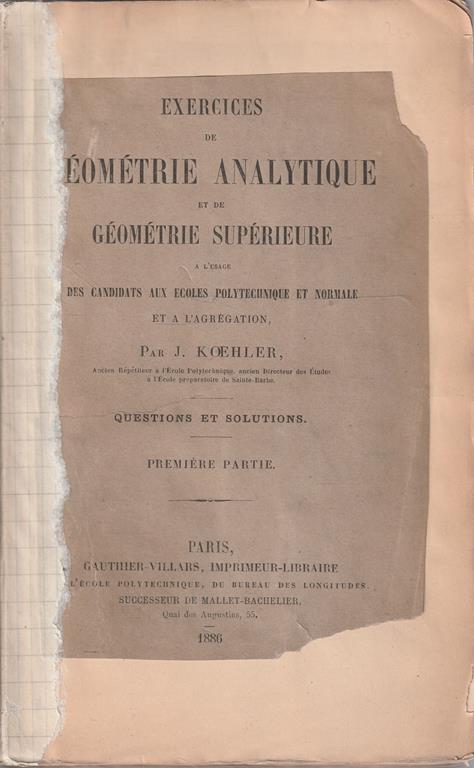 EXERCICES
DE
ÉOMÉTRIE ANALYTIQUE
ET DE
GÉOMÉTRIE SUPÉRIEURE
A L'USAGE
DES CANDIDATS AUX ECOLES POLYTECHNIQUE ET NORMALE
ET A L'AGRÉGATION,
PAR J. KŒHLER,
Ancien Répétiteur à l'École Polytechnique, ancien Directeur des Études
à l'École préparatoire de Sainte-Barbe.
QUESTIONS ET SOLUTIONS.
PREMIÈRE PARTIE.
PARIS,
GAUTHIER-VILLARS, IMPRIMEUR-LIBRAIRE
L'ÉCOLE POLYTECHNIQUE, DU BUREAU DES LONGITUDES,
SUCCESSEUR DE MALLET-BACHELIER,
Quai des Augustins, 55.
1886